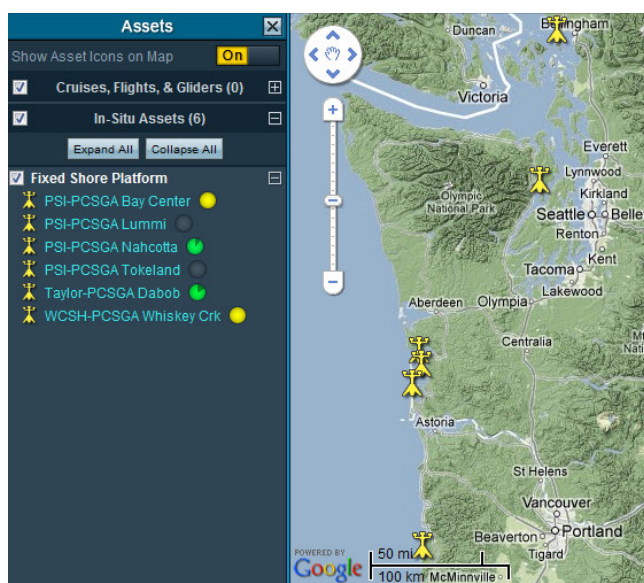 Assets
Show Asset Icons on Map On
Cruises, Flights, & Gliders (0)
In-Situ Assets (6)
Expand All Collapse All
Fixed Shore Platform
PSI-PCSGA Bay Center
PSI-PCSGA Lummi
PSI-PCSGA Nahcotta
PSI-PCSGA Tokeland
Taylor-PCSGA Dabob
WCSH-PCSGA Whiskey Crk
Duncan
Victoria
Everett
Lynnwood
Kirkland
Olympic
National Park
Seattle
Belle
Renton
Kent
Tacoma
Lakewood
Aberdeen
Olympia
Centralia
Astoria
St Helens
Vancouver
Beaverton
Portland
Tigard
McMinnville
POWERED BY
Google
50 mi
100 km